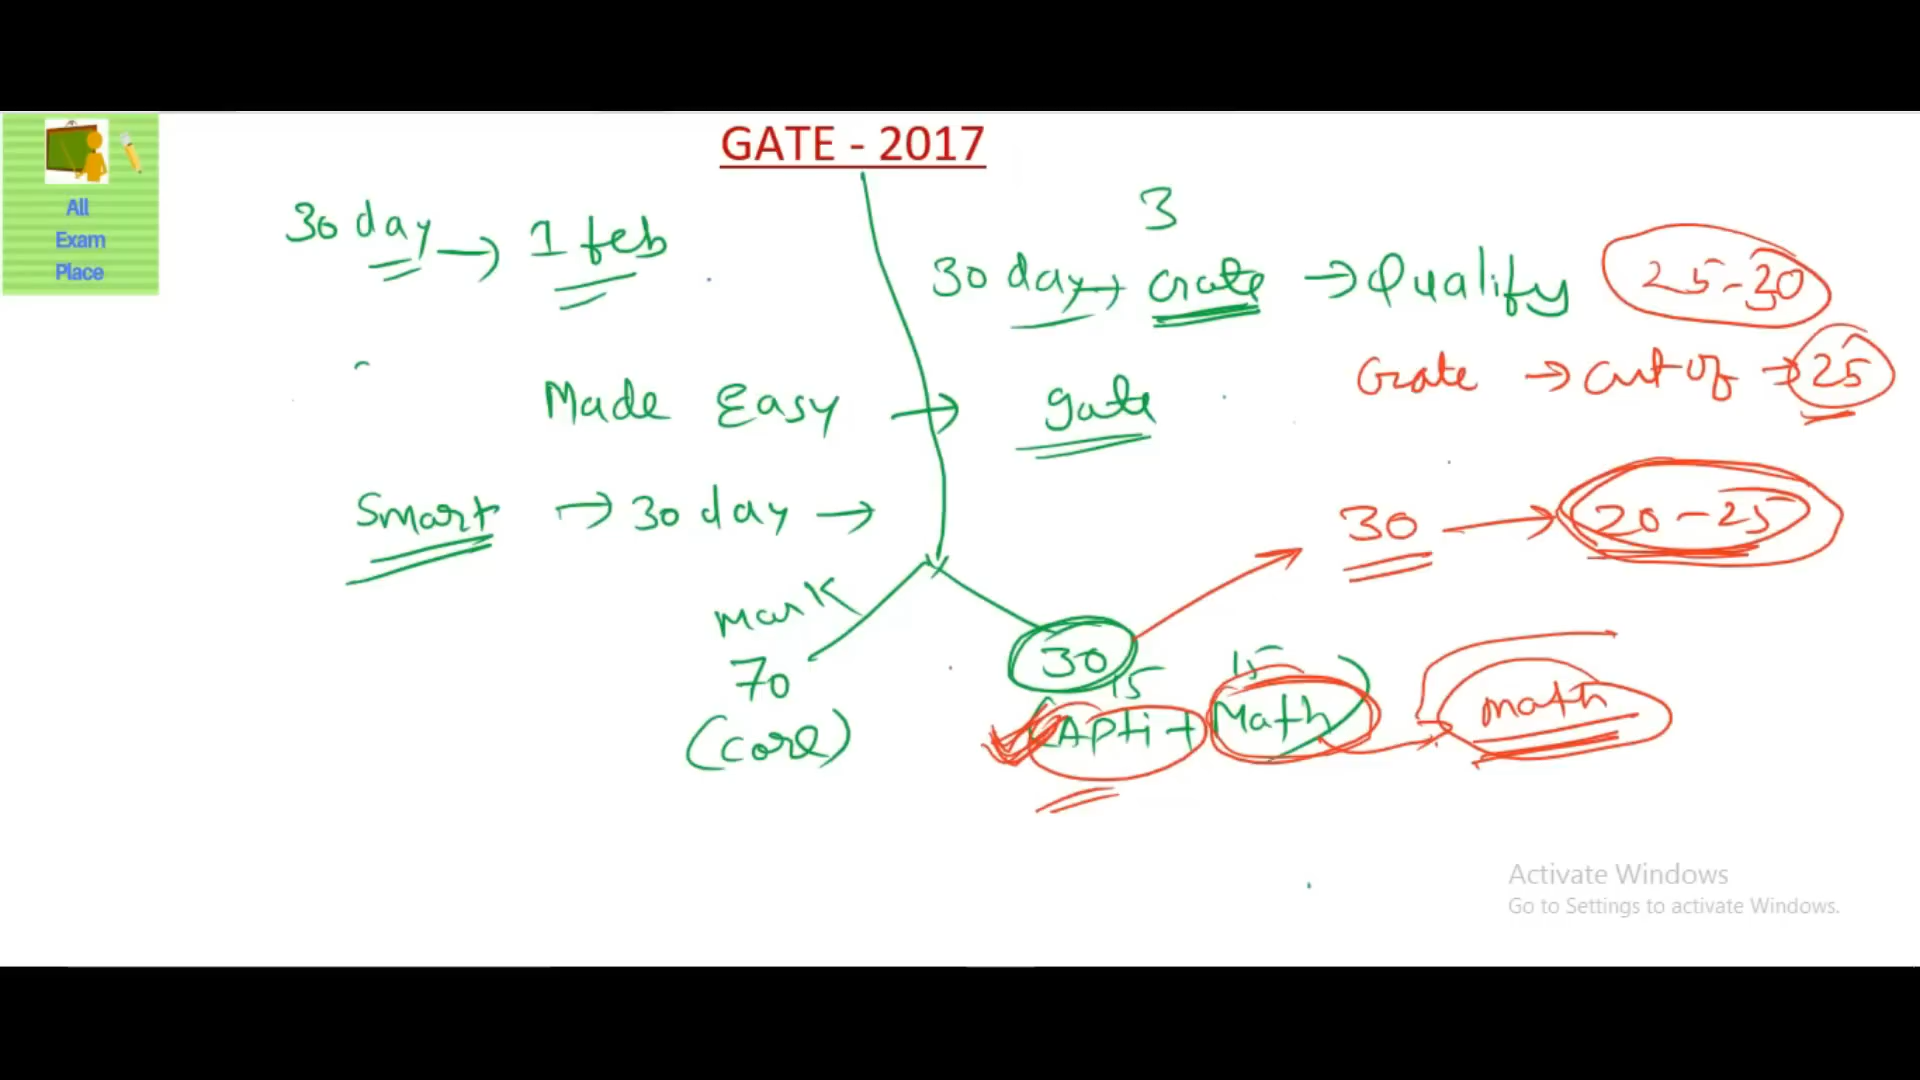 GATE - 2017
All
Exam
Place
3
30 day → 1 feb
30 day → Gate → Qualify 25-30
Gate → cut of → 25
Made Easy → gate
Smart → 30 day →
30 → 20-25
Mark
70
30
15
15
(core)
(APti + Math)
math
Activate Windows
Go to Settings to activate Windows.